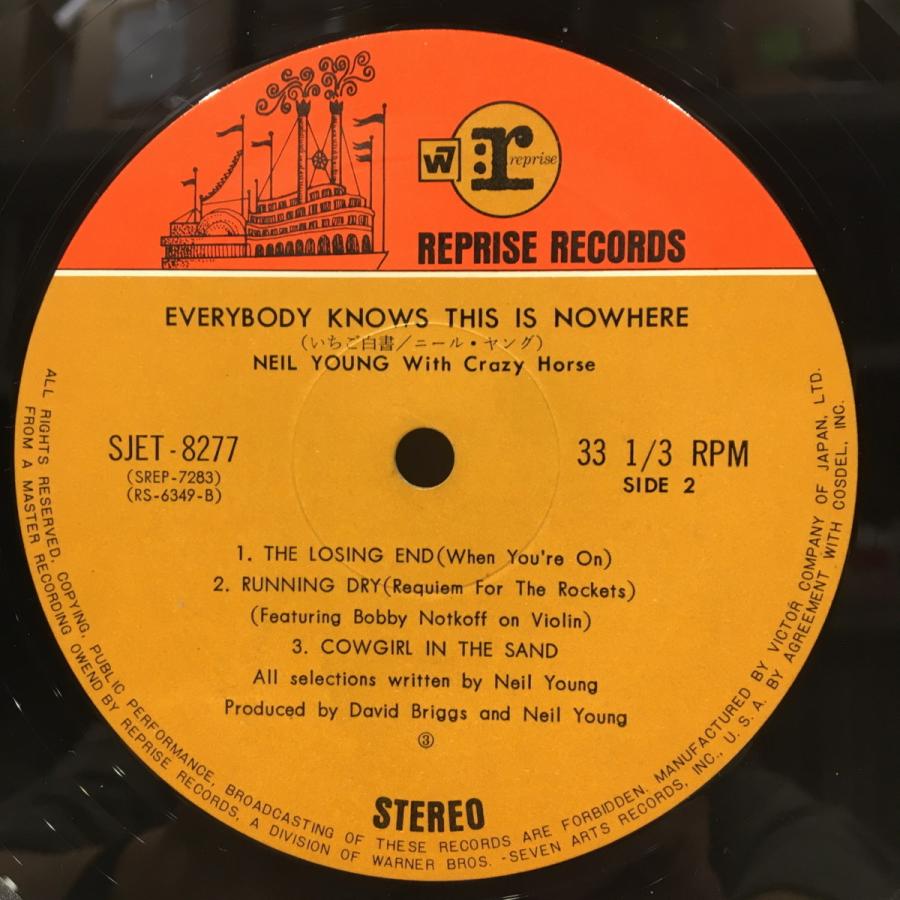 W7
r: reprise
REPRISE RECORDS
EVERYBODY KNOWS THIS IS NOWHERE
(いちご白書/ニール・ヤング)
NEIL YOUNG With Crazy Horse
SJET-8277
(SREP-7283)
(RS-6349-B)
33 1/3 RPM
SIDE 2
1. THE LOSING END(When You're On)
2. RUNNING DRY(Requiem For The Rockets)
(Featuring Bobby Notkoff on Violin)
3. COWGIRL IN THE SAND
All selections written by Neil Young
Produced by David Briggs and Neil Young
③
STEREO
ALL RIGHTS RESERVED, COPYING, PUBLIC PERFORMANCE, BROADCASTING OF THESE RECORDS ARE FORBIDDEN. MANUFACTURED BY VICTOR COMPANY OF JAPAN, LTD.
FROM A MASTER RECORDING OWEND BY REPRISE RECORDS, A DIVISION OF WARNER BROS. -SEVEN ARTS RECORDS, INC., U. S. A. BY AGREEMENT WITH COSDEL, INC.